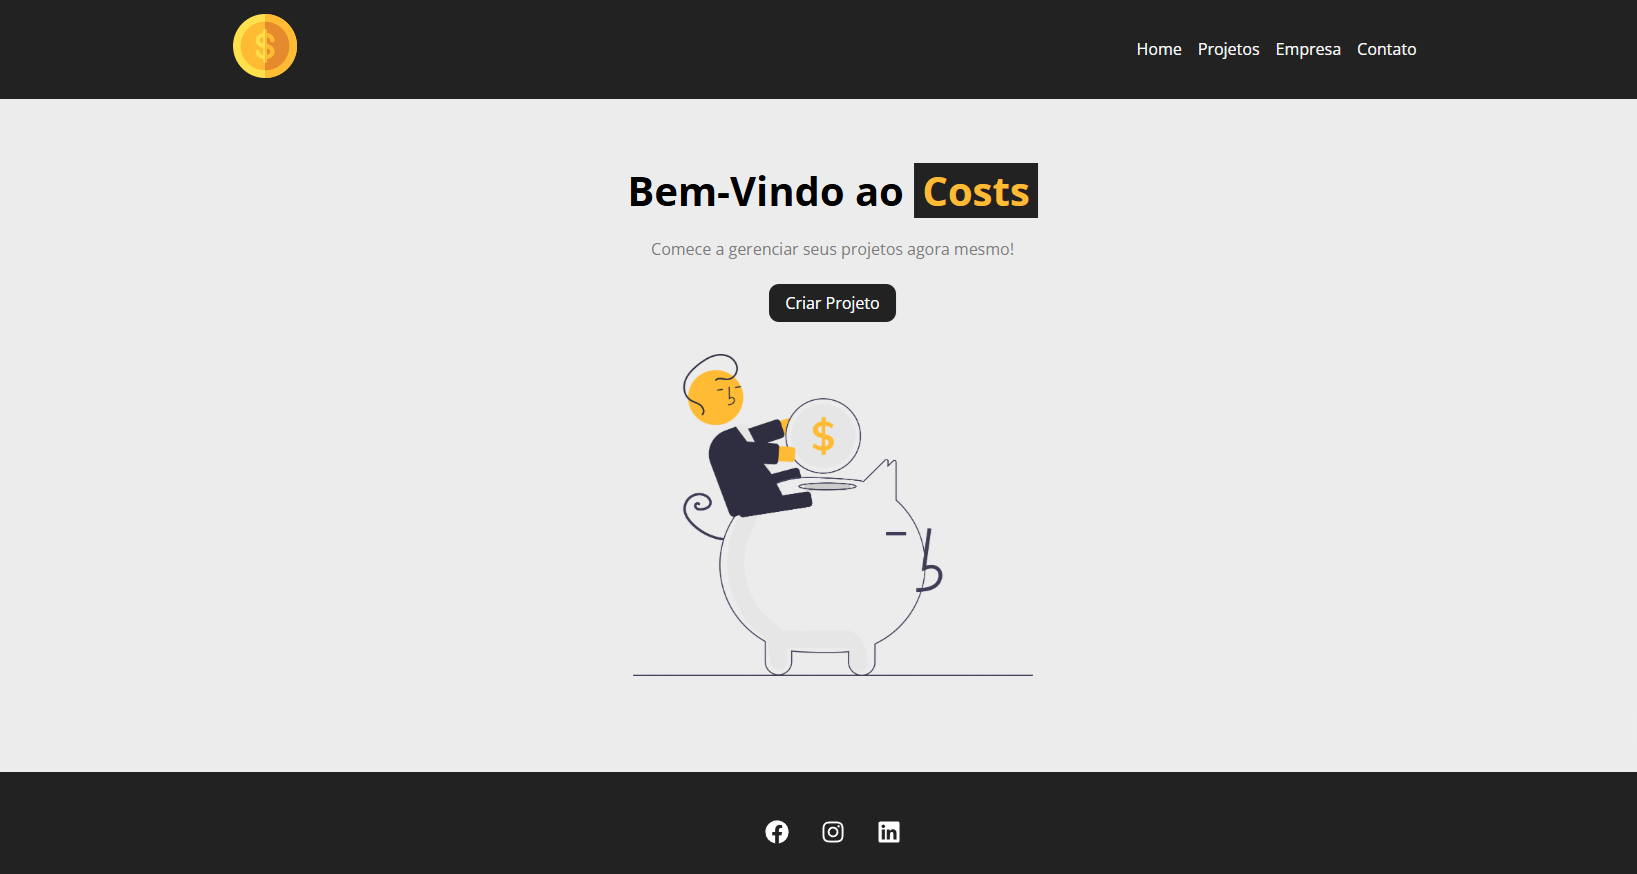 $
Home Projetos Empresa Contato
Bem-Vindo ao Costs
Comece a gerenciar seus projetos agora mesmo!
Criar Projeto
$